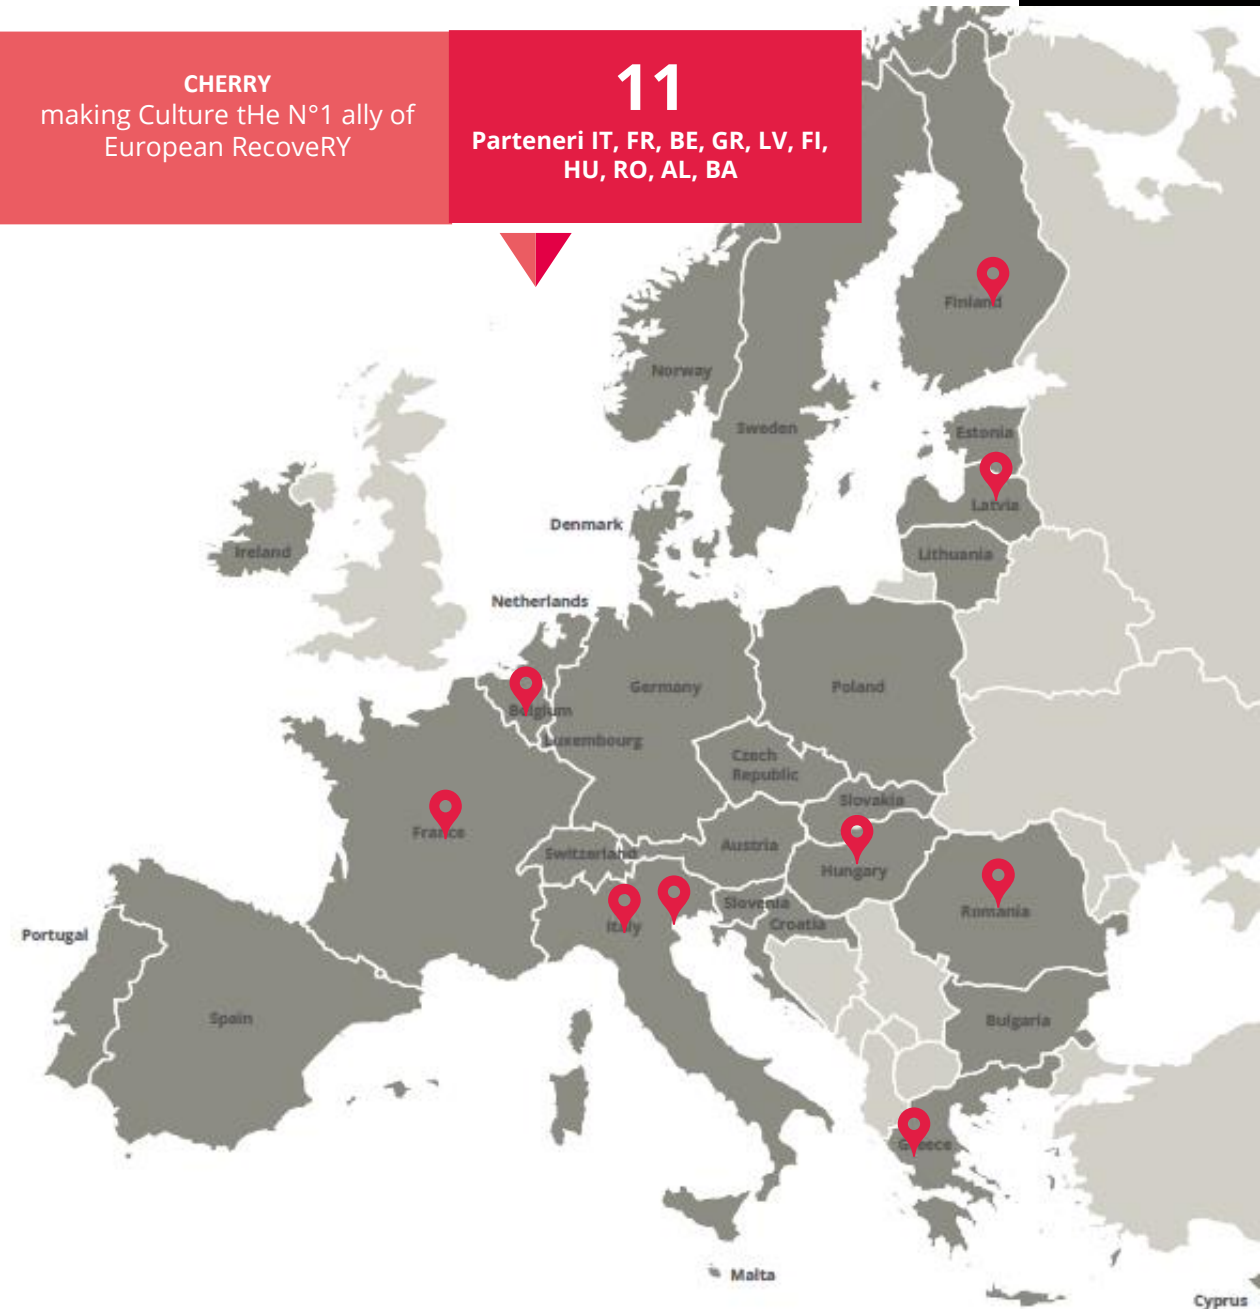 CHERRY
making Culture tHe N°1 ally of
European RecoveRY
11
Parteneri IT, FR, BE, GR, LV, FI,
HU, RO, AL, BA
Finland
Norway
Sweden
Estonia
Latvia
Denmark
Ireland
Lithuania
Netherlands
Germany
Poland
Belgium
Luxembourg
Czech
Republic
Slovakia
France
Austria
Switzerland
Hungary
Slovenia
Romania
Italy
Croatia
Portugal
Spain
Bulgaria
Greece
Malta
Cyprus